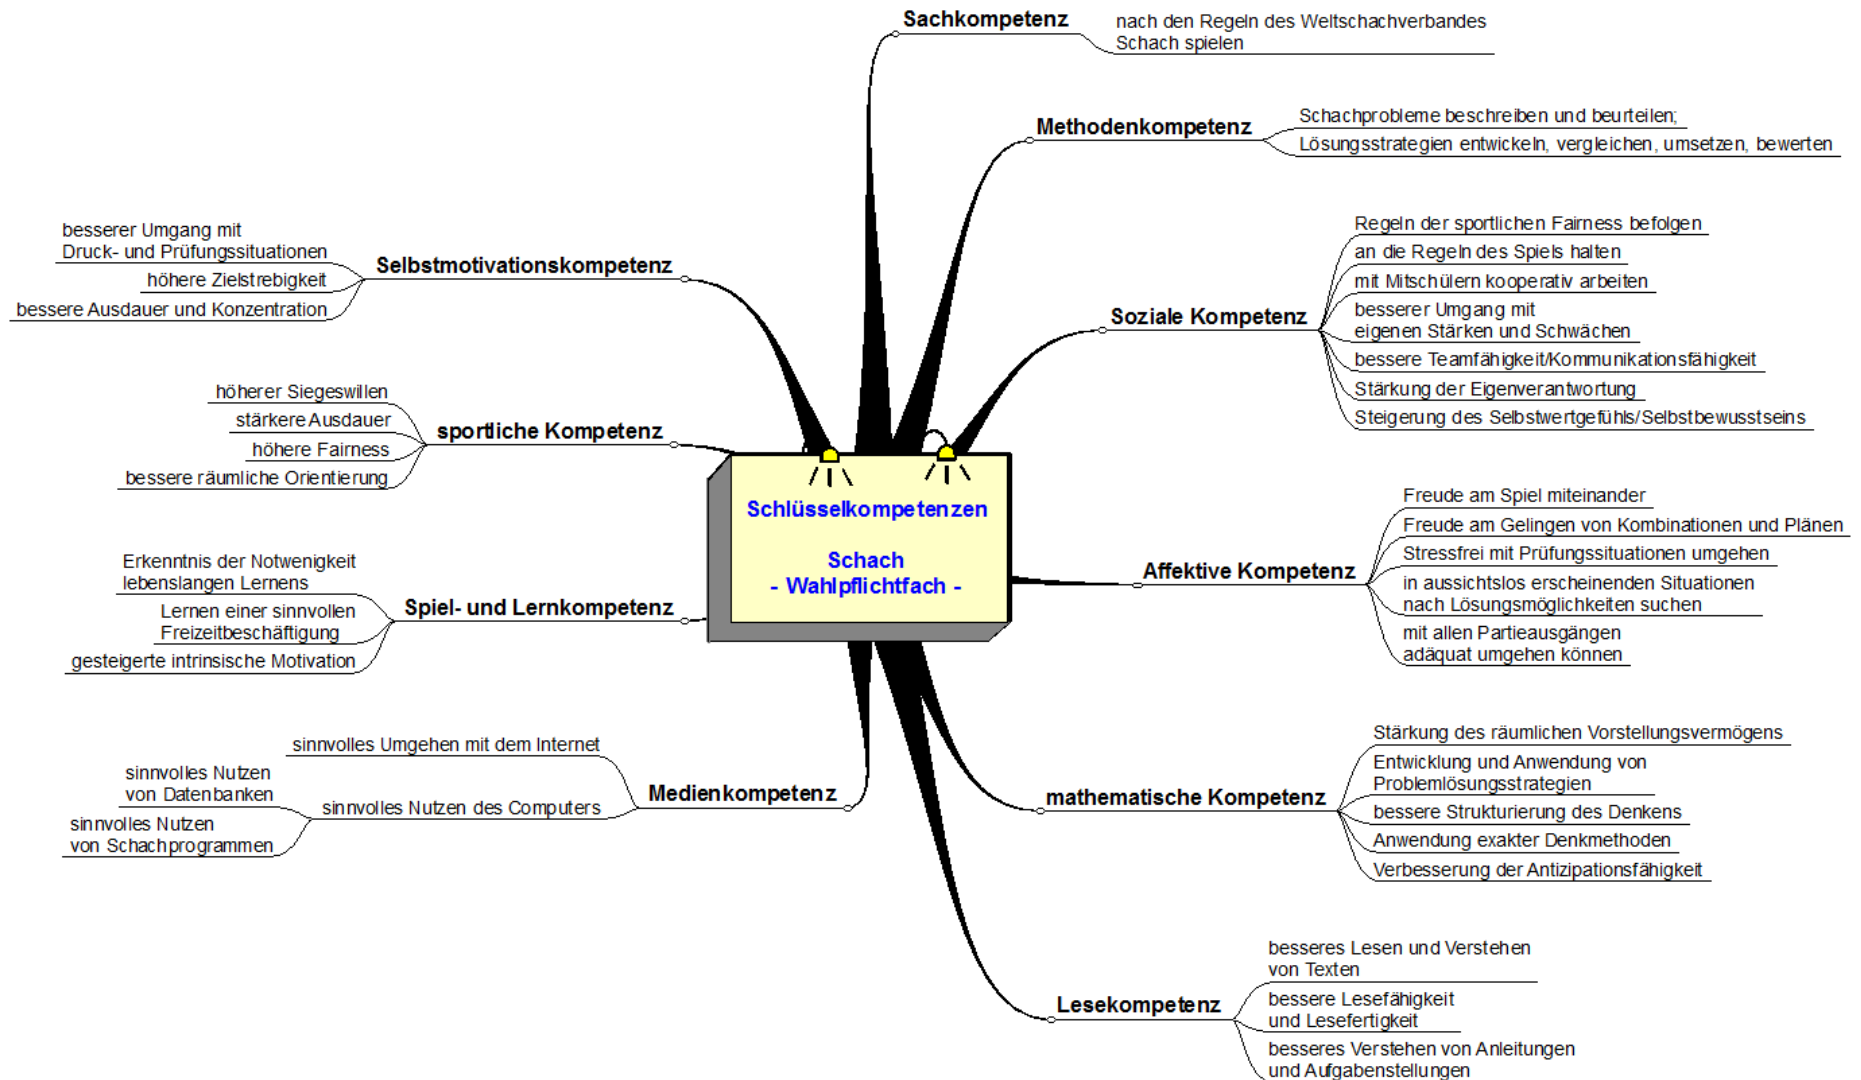 Schlüsselkompetenzen
Schach
- Wahlpflichtfach -
Sachkompetenz
nach den Regeln des Weltschachverbandes
Schach spielen
Methodenkompetenz
Schachprobleme beschreiben und beurteilen;
Lösungsstrategien entwickeln, vergleichen, umsetzen, bewerten
Soziale Kompetenz
Regeln der sportlichen Fairness befolgen
an die Regeln des Spiels halten
mit Mitschülern kooperativ arbeiten
besserer Umgang mit
eigenen Stärken und Schwächen
bessere Teamfähigkeit/Kommunikationsfähigkeit
Stärkung der Eigenverantwortung
Steigerung des Selbstwertgefühls/Selbstbewusstseins
Affektive Kompetenz
Freude am Spiel miteinander
Freude am Gelingen von Kombinationen und Plänen
Stressfrei mit Prüfungssituationen umgehen
in aussichtslos erscheinenden Situationen
nach Lösungsmöglichkeiten suchen
mit allen Partieausgängen
adäquat umgehen können
mathematische Kompetenz
Stärkung des räumlichen Vorstellungsvermögens
Entwicklung und Anwendung von
Problemlösungsstrategien
bessere Strukturierung des Denkens
Anwendung exakter Denkmethoden
Verbesserung der Antizipationsfähigkeit
Lesekompetenz
besseres Lesen und Verstehen
von Texten
bessere Lesefähigkeit
und Lesefertigkeit
besseres Verstehen von Anleitungen
und Aufgabenstellungen
Selbstmotivationskompetenz
besserer Umgang mit
Druck- und Prüfungssituationen
höhere Zielstrebigkeit
bessere Ausdauer und Konzentration
sportliche Kompetenz
höherer Siegeswillen
stärkere Ausdauer
höhere Fairness
bessere räumliche Orientierung
Spiel- und Lernkompetenz
Erkenntnis der Notwenigkeit
lebenslangen Lernens
Lernen einer sinnvollen
Freizeitbeschäftigung
gesteigerte intrinsische Motivation
Medienkompetenz
sinnvolles Umgehen mit dem Internet
sinnvolles Nutzen des Computers
sinnvolles Nutzen
von Datenbanken
sinnvolles Nutzen
von Schachprogrammen